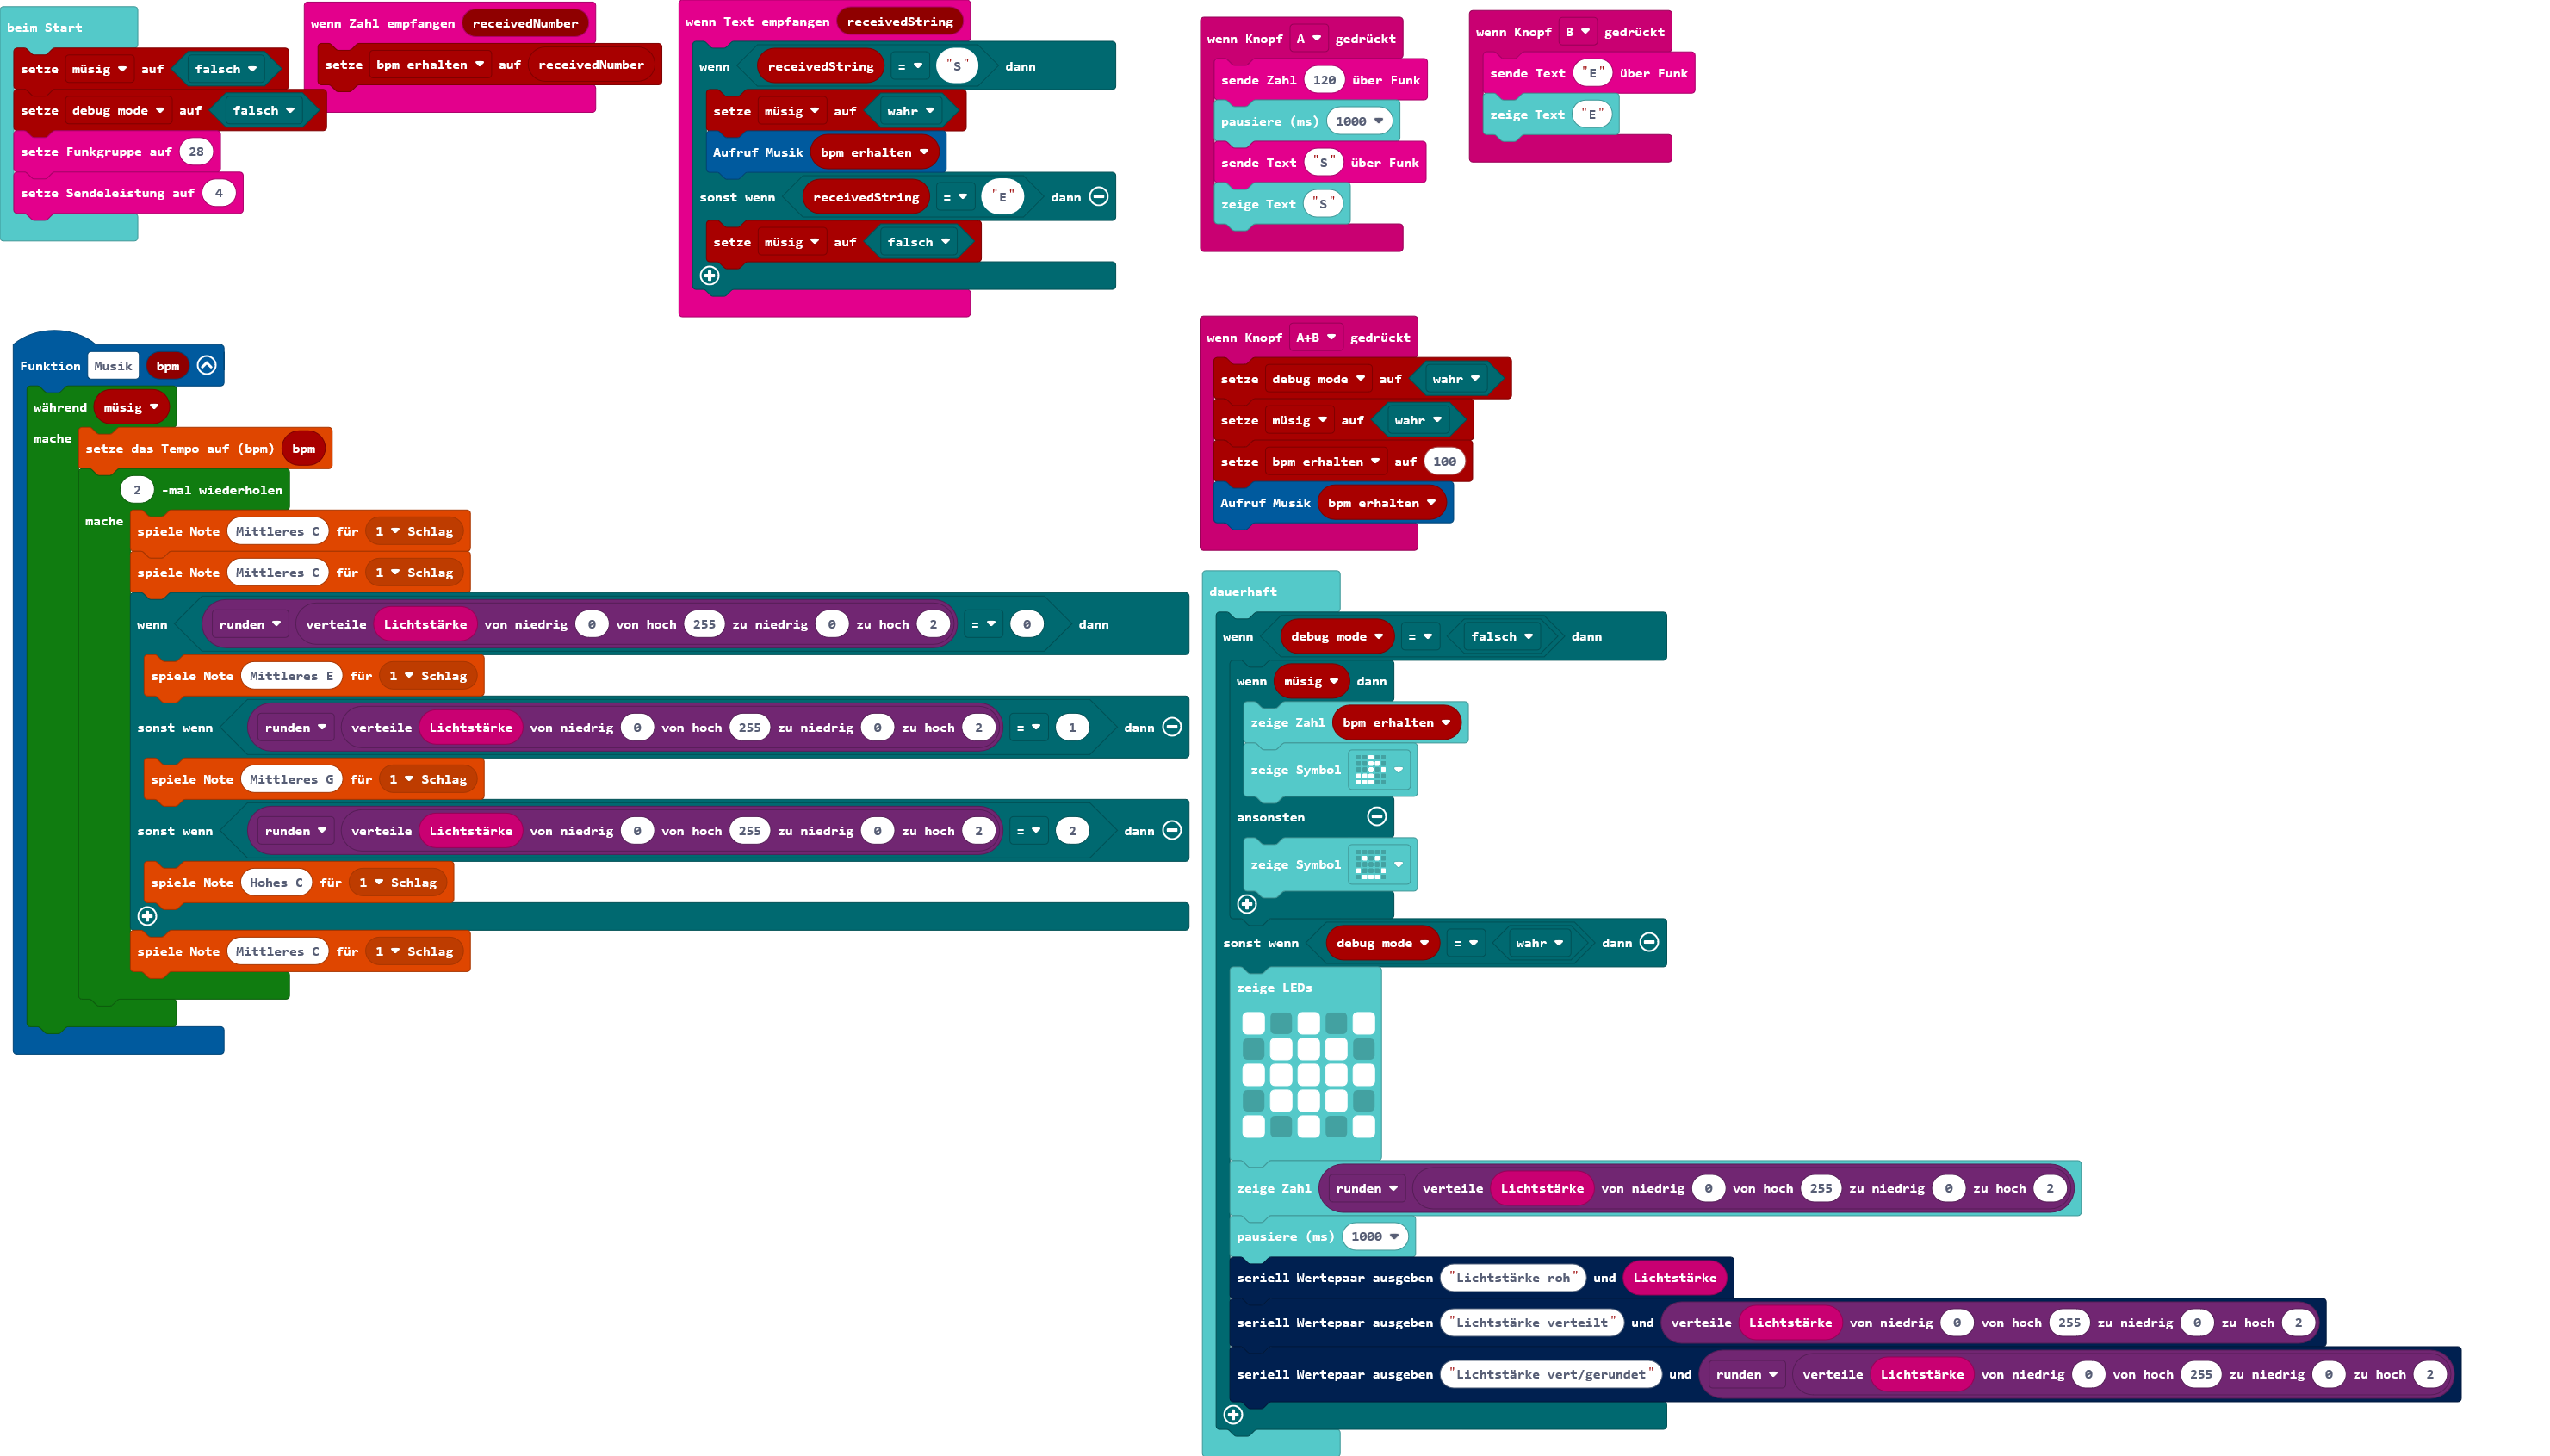 beim Start
setze müsig auf falsch
setze debug mode auf falsch
setze Funkgruppe auf 28
setze Sendeleistung auf 4
wenn Zahl empfangen receivedNumber
setze bpm erhalten auf receivedNumber
wenn Text empfangen receivedString
wenn receivedString = "S" dann
setze müsig auf wahr
Aufruf Musik bpm erhalten
sonst wenn receivedString = "E" dann
setze müsig auf falsch
wenn Knopf A gedrückt
sende Zahl 120 über Funk
pausiere (ms) 1000
sende Text "S" über Funk
zeige Text "S"
wenn Knopf B gedrückt
sende Text "E" über Funk
zeige Text "E"
Funktion Musik bpm
während müsig
mache
setze das Tempo auf (bpm) bpm
2 -mal wiederholen
mache
spiele Note Mittleres C für 1 Schlag
spiele Note Mittleres C für 1 Schlag
wenn runden verteile Lichtstärke von niedrig 0 von hoch 255 zu niedrig 0 zu hoch 2 = 0 dann
spiele Note Mittleres E für 1 Schlag
sonst wenn runden verteile Lichtstärke von niedrig 0 von hoch 255 zu niedrig 0 zu hoch 2 = 1 dann
spiele Note Mittleres G für 1 Schlag
sonst wenn runden verteile Lichtstärke von niedrig 0 von hoch 255 zu niedrig 0 zu hoch 2 = 2 dann
spiele Note Hohes C für 1 Schlag
spiele Note Mittleres C für 1 Schlag
wenn Knopf A+B gedrückt
setze debug mode auf wahr
setze müsig auf wahr
setze bpm erhalten auf 100
Aufruf Musik bpm erhalten
dauerhaft
wenn debug mode = falsch dann
wenn müsig dann
zeige Zahl bpm erhalten
zeige Symbol
ansonsten
zeige Symbol
sonst wenn debug mode = wahr dann
zeige LEDs
zeige Zahl runden verteile Lichtstärke von niedrig 0 von hoch 255 zu niedrig 0 zu hoch 2
pausiere (ms) 1000
seriell Wertepaar ausgeben "Lichtstärke roh" und Lichtstärke
seriell Wertepaar ausgeben "Lichtstärke verteilt" und verteile Lichtstärke von niedrig 0 von hoch 255 zu niedrig 0 zu hoch 2
seriell Wertepaar ausgeben "Lichtstärke vert/gerundet" und runden verteile Lichtstärke von niedrig 0 von hoch 255 zu niedrig 0 zu hoch 2